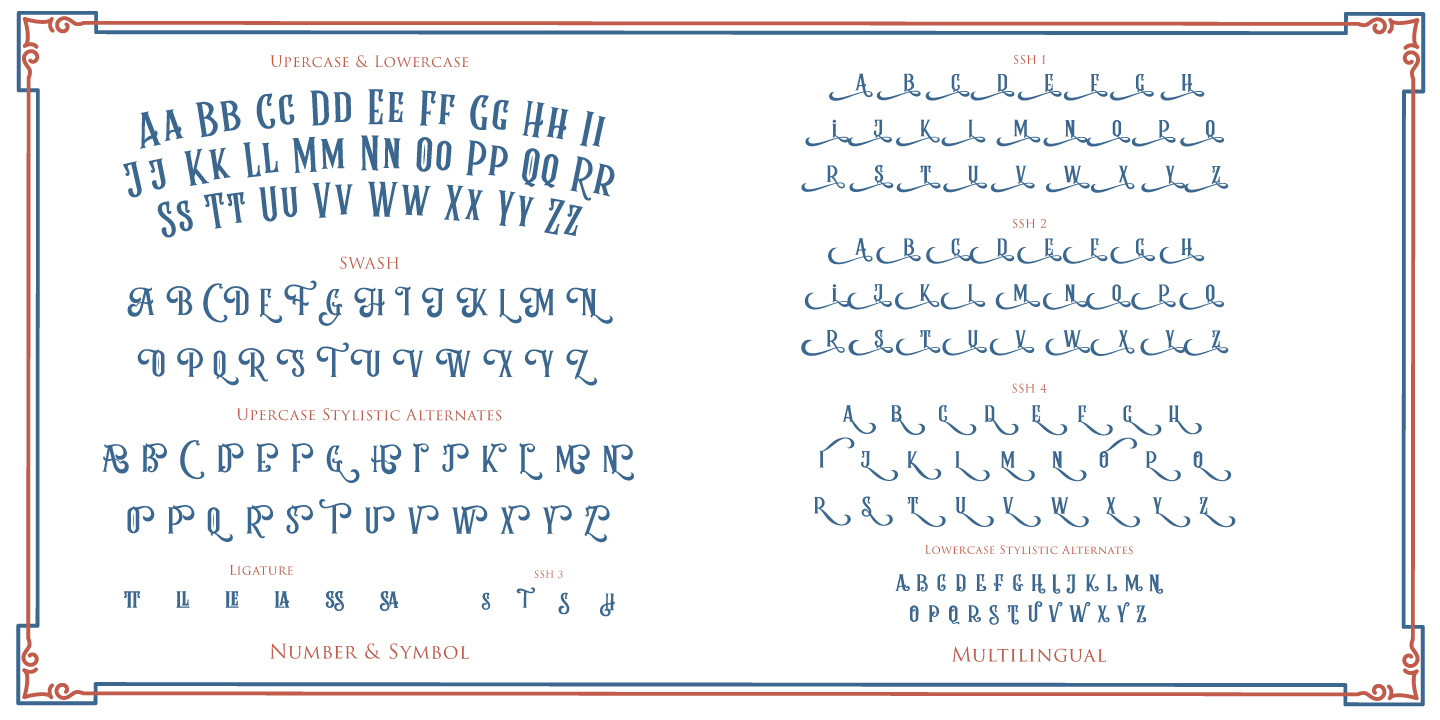 Upercase & Lowercase
Aa Bb Cc Dd Ee Ff Gg Hh Ii
Jj Kk Ll Mm Nn Oo Pp Qq Rr
Ss Tt Uu Vv Ww Xx Yy Zz
SWASH
A B C D E F G H I J K L M N
O P Q R S T U V W X Y Z
Upercase Stylistic Alternates
A B C D E F G H I J K L M N
O P Q R S T U V W X Y Z
Ligature
TT LL LE LA SS SA
SSH 3
S T S H
Number & Symbol
SSH 1
A B C D E F G H
i J K L M N O P Q
R S T U V W X Y Z
SSH 2
A B C D E F G H
i J K L M N O P Q
R S T U V W X Y Z
SSH 4
A B C D E F G H
I J K L M N O P Q
R S T U V W X Y Z
Lowercase Stylistic Alternates
A B C D E F G H I J K L M N
O P Q R S T U V W X Y Z
Multilingual